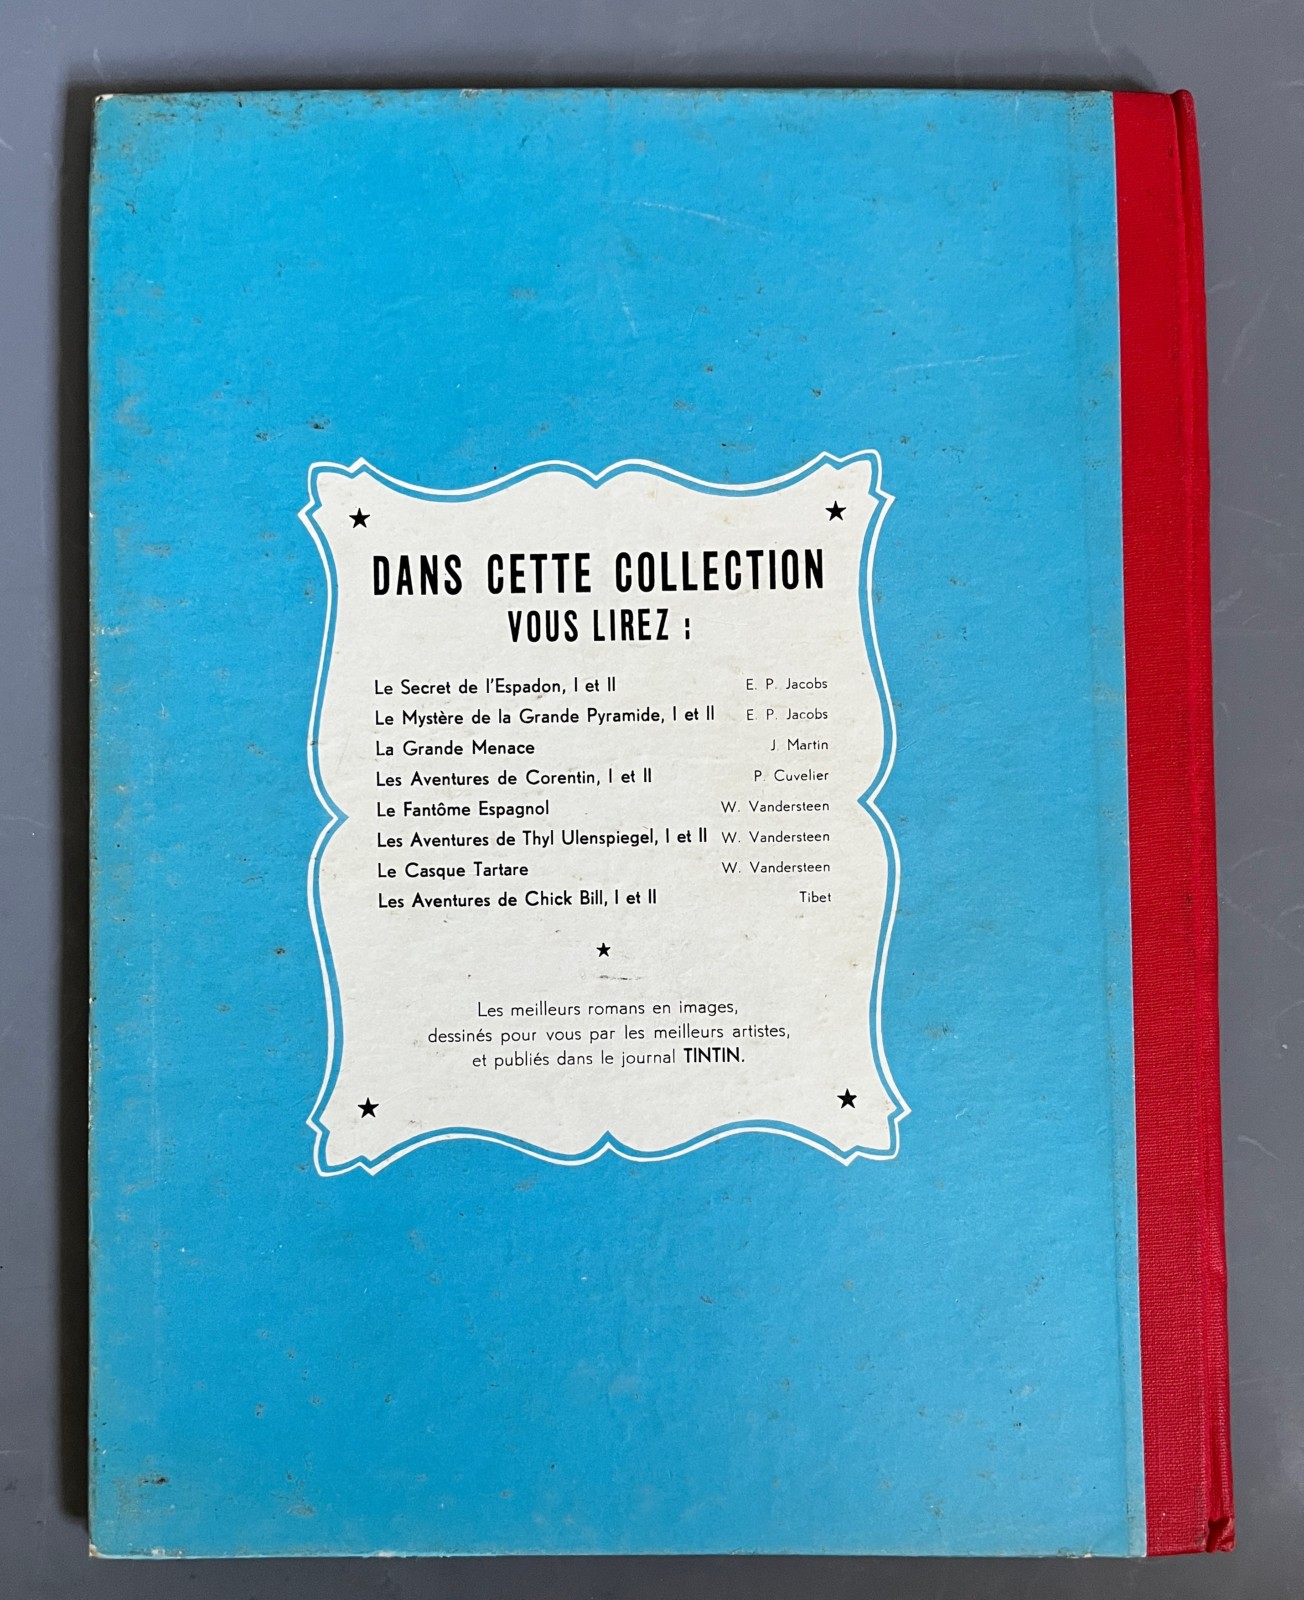 DANS CETTE COLLECTION
VOUS LIREZ :
Le Secret de l'Espadon, I et II E. P. Jacobs
Le Mystère de la Grande Pyramide, I et II E. P. Jacobs
La Grande Menace J. Martin
Les Aventures de Corentin, I et II P. Cuvelier
Le Fantôme Espagnol W. Vandersteen
Les Aventures de Thyl Ulenspiegel, I et II W. Vandersteen
Le Casque Tartare W. Vandersteen
Les Aventures de Chick Bill, I et II Tibet
Les meilleurs romans en images,
dessinés pour vous par les meilleurs artistes,
et publiés dans le journal TINTIN.